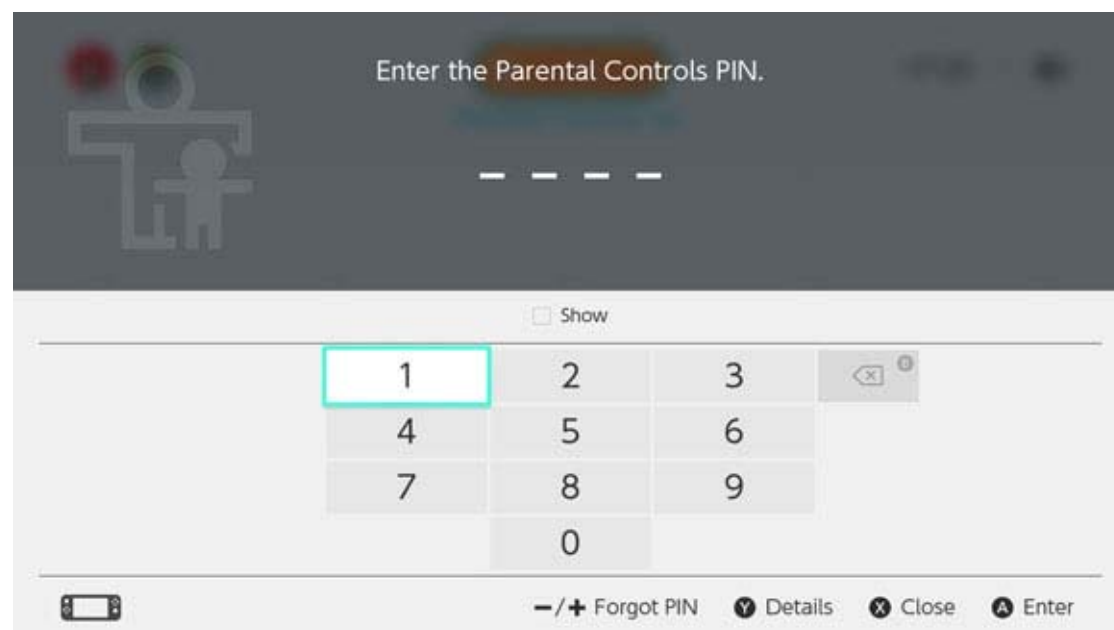 Enter the Parental Controls PIN.
Show
1 2 3
4 5 6
7 8 9
0
-/+ Forgot PIN Y Details X Close A Enter